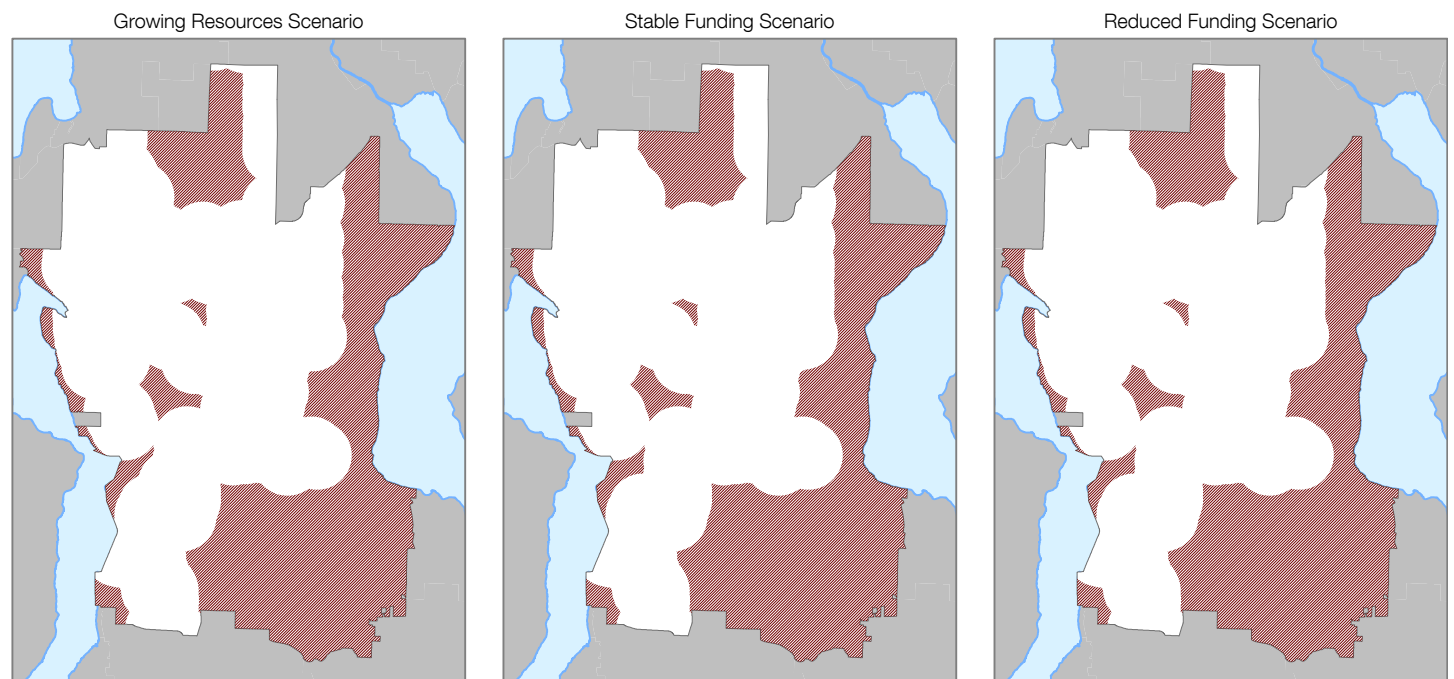 Growing Resources Scenario
Stable Funding Scenario
Reduced Funding Scenario